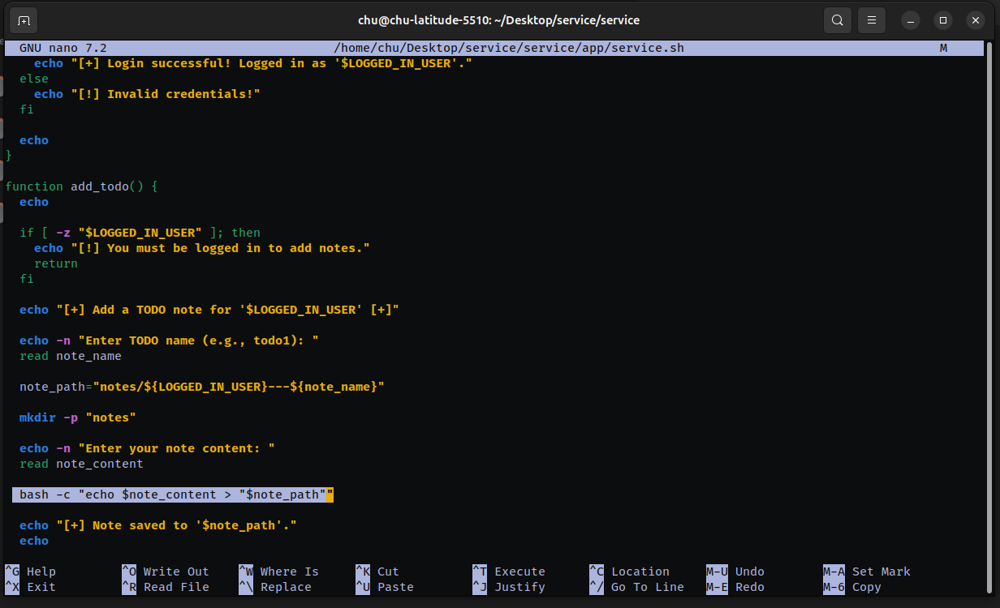 chu@chu-latitude-5510: ~/Desktop/service/service
GNU nano 7.2 /home/chu/Desktop/service/service/app/service.sh M
    echo "[+] Login successful! Logged in as '$LOGGED_IN_USER'."
  else
    echo "[!] Invalid credentials!"
  fi

  echo
}

function add_todo() {
  echo

  if [ -z "$LOGGED_IN_USER" ]; then
    echo "[!] You must be logged in to add notes."
    return
  fi

  echo "[+] Add a TODO note for '$LOGGED_IN_USER' [+]"

  echo -n "Enter TODO name (e.g., todo1): "
  read note_name

  note_path="notes/${LOGGED_IN_USER}---${note_name}"

  mkdir -p "notes"

  echo -n "Enter your note content: "
  read note_content

  bash -c "echo $note_content > "$note_path""

  echo "[+] Note saved to '$note_path'."
  echo

^G Help ^O Write Out ^W Where Is ^K Cut ^T Execute ^C Location M-U Undo M-A Set Mark
^X Exit ^R Read File ^\ Replace ^U Paste ^J Justify ^/ Go To Line M-E Redo M-6 Copy